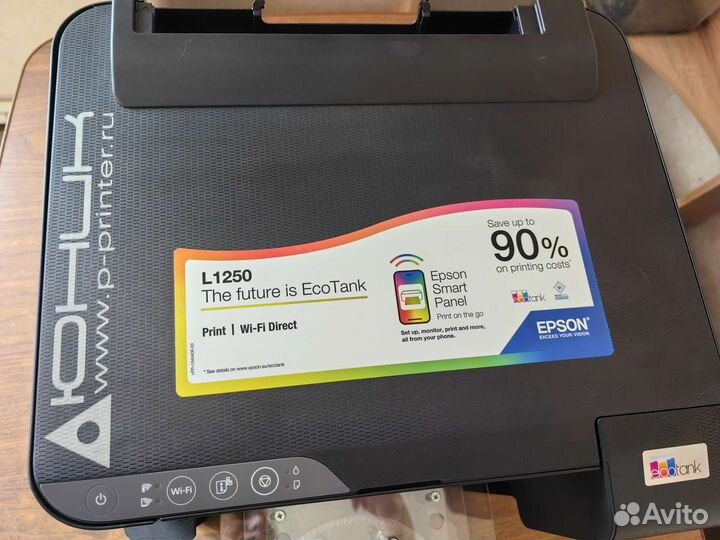 ЮНИК
www.p-printer.ru
L1250
The future is EcoTank
Print | Wi-Fi Direct
* See details on www.epson.eu/ecotank
Epson
Smart
Panel
Print on the go
Set up, monitor, print and more,
all from your phone.
Save up to
90%
on printing costs*
ecotank
EPSON®
EXCEED YOUR VISION
Wi-Fi
ecotank
Avito